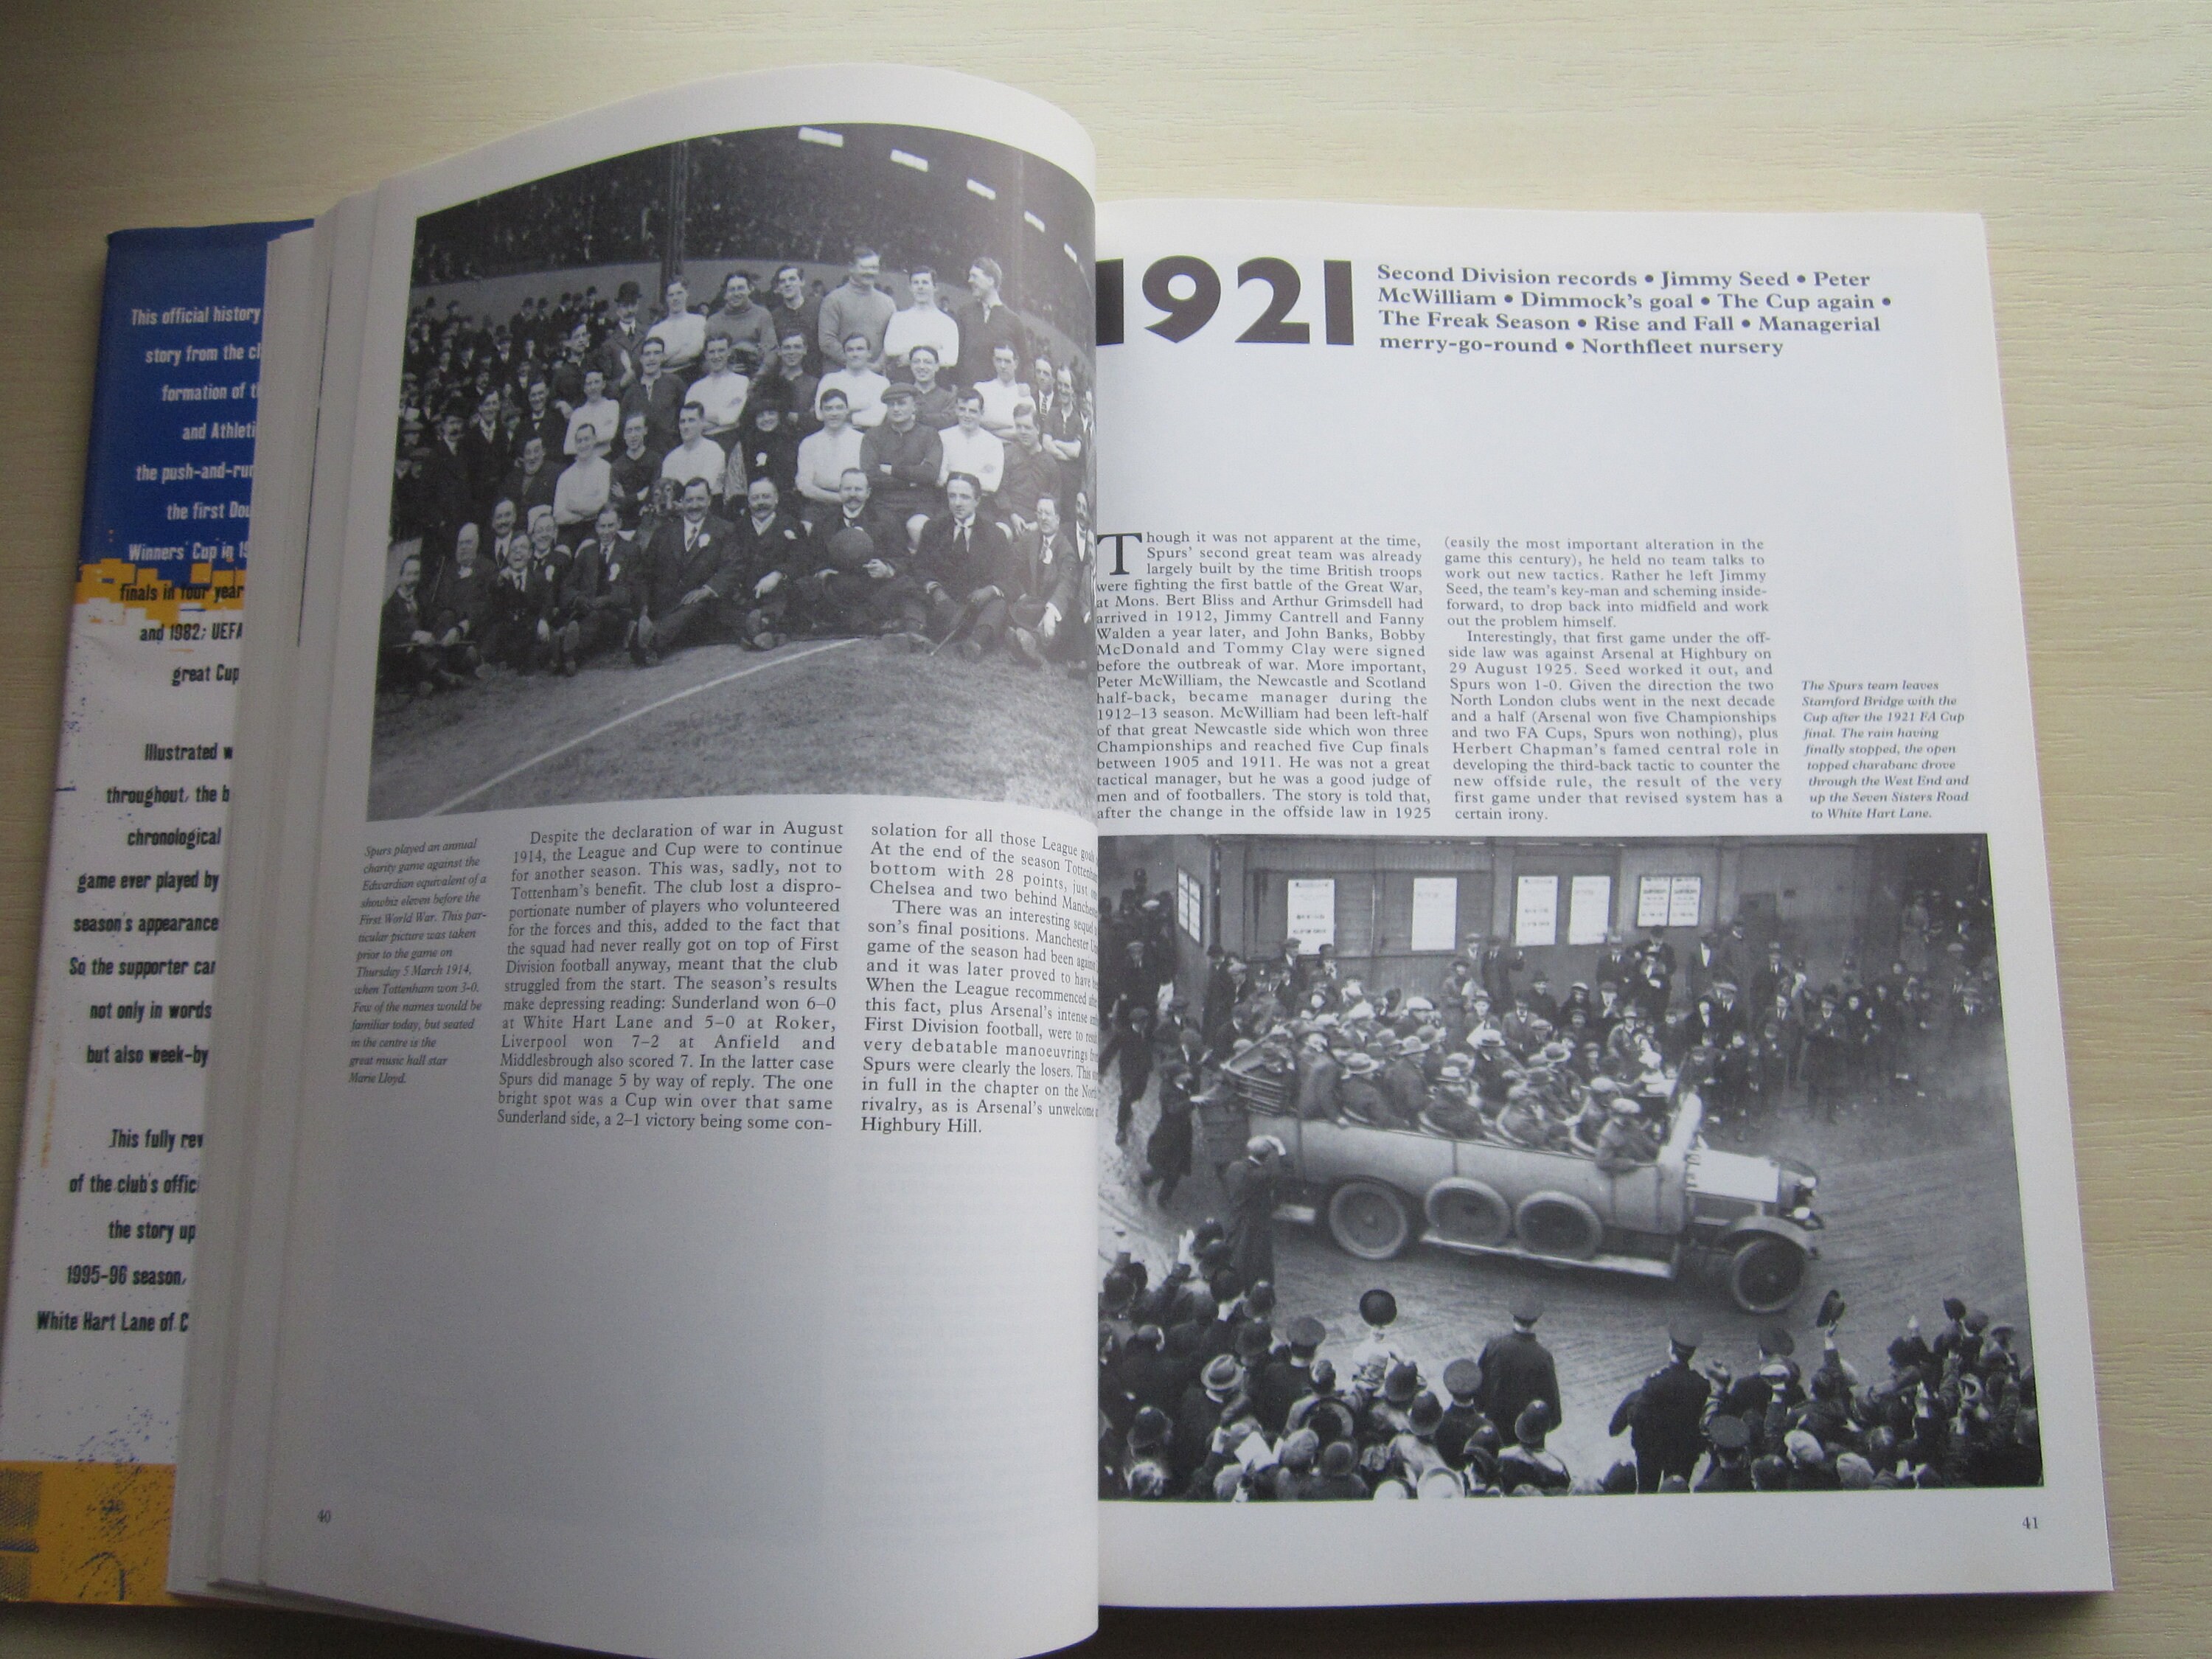 This official history
story from the cl
formation of t
and Athleti
the push-and-run
the first Dou
Winners' Cup in 19
finals in four year
and 1982; UEFA
great Cup
Illustrated w
throughout, the b
chronological
game ever played by
season's appearance
So the supporter can
not only in words
but also week-by
This fully rev
of the club's offic
the story up
1995-96 season,
White Hart Lane of C
Spurs played an annual
charity game against the
Edwardian equivalent of a
showbiz eleven before the
First World War. This par-
ticular picture was taken
prior to the game on
Thursday 5 March 1914,
when Tottenham won 3-0.
Few of the names would be
familiar today, but seated
in the centre is the
great music hall star
Marie Lloyd.
Despite the declaration of war in August
1914, the League and Cup were to continue
for another season. This was, sadly, not to
Tottenham's benefit. The club lost a dispro-
portionate number of players who volunteered
for the forces and this, added to the fact that
the squad had never really got on top of First
Division football anyway, meant that the club
struggled from the start. The season's results
make depressing reading: Sunderland won 6–0
at White Hart Lane and 5–0 at Roker,
Liverpool won 7–2 at Anfield and
Middlesbrough also scored 7. In the latter case
Spurs did manage 5 by way of reply. The one
bright spot was a Cup win over that same
Sunderland side, a 2–1 victory being some con-
solation for all those League goals
At the end of the season Tottenham
bottom with 28 points, just
Chelsea and two behind Manches
There was an interesting sequel
son's final positions. Manchester
game of the season had been against
and it was later proved to have
When the League recommenced
this fact, plus Arsenal's intense
First Division football, were to
very debatable manoeuvrings
Spurs were clearly the losers. This
in full in the chapter on the North
rivalry, as is Arsenal's unwelcome
Highbury Hill.
40
1921
Second Division records • Jimmy Seed • Peter
McWilliam • Dimmock's goal • The Cup again •
The Freak Season • Rise and Fall • Managerial
merry-go-round • Northfleet nursery
Though it was not apparent at the time,
Spurs' second great team was already
largely built by the time British troops
were fighting the first battle of the Great War,
at Mons. Bert Bliss and Arthur Grimsdell had
arrived in 1912, Jimmy Cantrell and Fanny
Walden a year later, and John Banks, Bobby
McDonald and Tommy Clay were signed
before the outbreak of war. More important,
Peter McWilliam, the Newcastle and Scotland
half-back, became manager during the
1912–13 season. McWilliam had been left-half
of that great Newcastle side which won three
Championships and reached five Cup finals
between 1905 and 1911. He was not a great
tactical manager, but he was a good judge of
men and of footballers. The story is told that,
after the change in the offside law in 1925
(easily the most important alteration in the
game this century), he held no team talks to
work out new tactics. Rather he left Jimmy
Seed, the team's key-man and scheming inside-
forward, to drop back into midfield and work
out the problem himself.
Interestingly, that first game under the off-
side law was against Arsenal at Highbury on
29 August 1925. Seed worked it out, and
Spurs won 1-0. Given the direction the two
North London clubs went in the next decade
and a half (Arsenal won five Championships
and two FA Cups, Spurs won nothing), plus
Herbert Chapman's famed central role in
developing the third-back tactic to counter the
new offside rule, the result of the very
first game under that revised system has a
certain irony.
The Spurs team leaves
Stamford Bridge with the
Cup after the 1921 FA Cup
final. The rain having
finally stopped, the open
topped charabanc drove
through the West End and
up the Seven Sisters Road
to White Hart Lane.
41